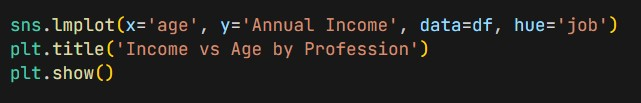 sns.lmplot(x='age', y='Annual Income', data=df, hue='job')
plt.title('Income vs Age by Profession')
plt.show()